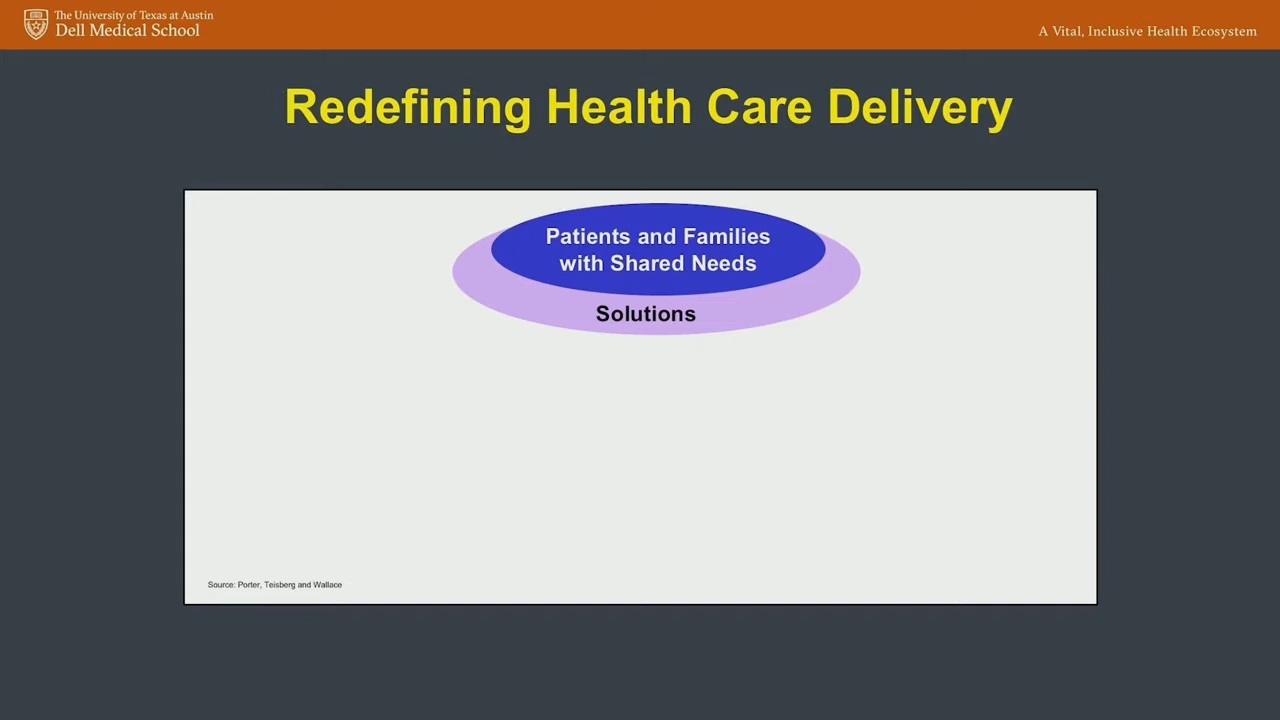 The University of Texas at Austin
Dell Medical School
A Vital, Inclusive Health Ecosystem
Redefining Health Care Delivery
Patients and Families
with Shared Needs
Solutions
Source: Porter, Teisberg and Wallace